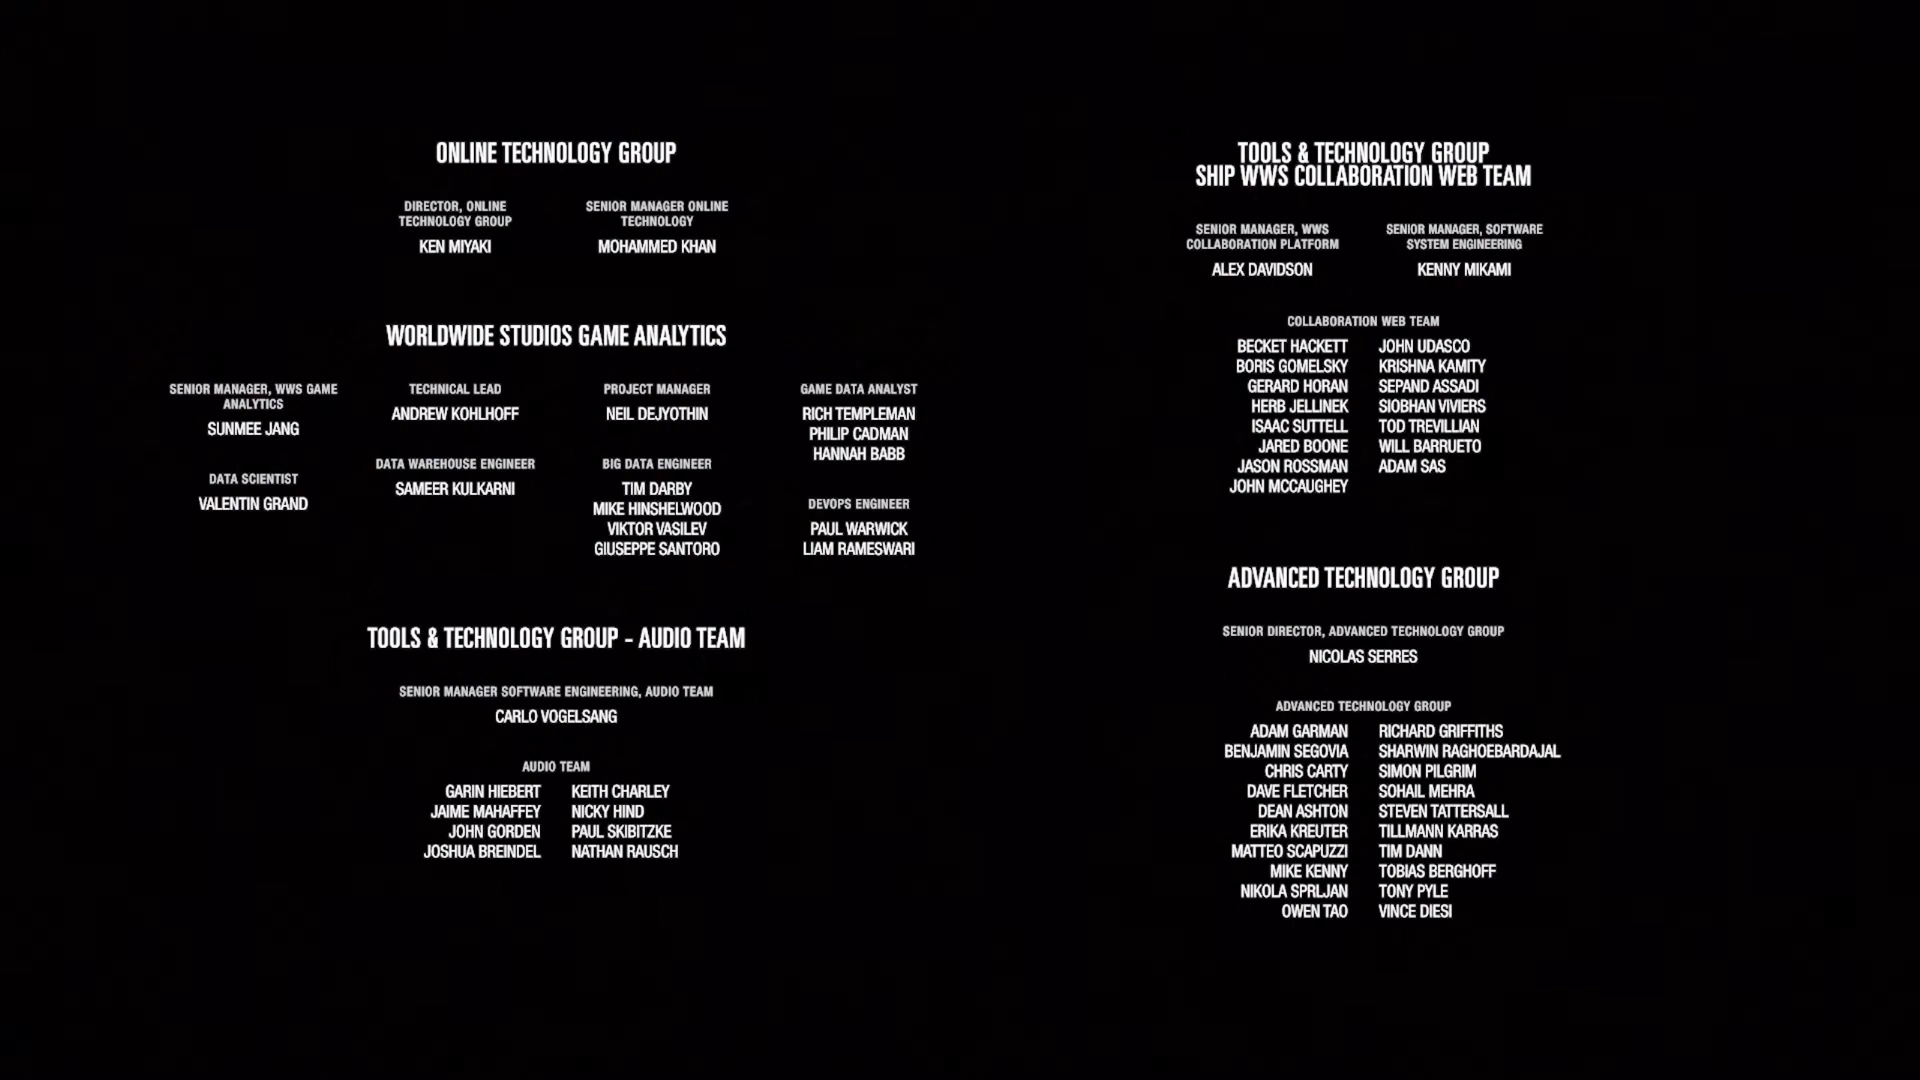 ONLINE TECHNOLOGY GROUP
DIRECTOR, ONLINE
TECHNOLOGY GROUP
KEN MIYAKI
SENIOR MANAGER ONLINE
TECHNOLOGY
MOHAMMED KHAN
WORLDWIDE STUDIOS GAME ANALYTICS
SENIOR MANAGER, WWS GAME
ANALYTICS
SUNMEE JANG
TECHNICAL LEAD
ANDREW KOHLHOFF
PROJECT MANAGER
NEIL DEJYOTHIN
GAME DATA ANALYST
RICH TEMPLEMAN
PHILIP CADMAN
HANNAH BABB
DATA SCIENTIST
VALENTIN GRAND
DATA WAREHOUSE ENGINEER
SAMEER KULKARNI
BIG DATA ENGINEER
TIM DARBY
MIKE HINSHELWOOD
VIKTOR VASILEV
GIUSEPPE SANTORO
DEVOPS ENGINEER
PAUL WARWICK
LIAM RAMESWARI
TOOLS & TECHNOLOGY GROUP - AUDIO TEAM
SENIOR MANAGER SOFTWARE ENGINEERING, AUDIO TEAM
CARLO VOGELSANG
AUDIO TEAM
GARIN HIEBERT
JAIME MAHAFFEY
JOHN GORDEN
JOSHUA BREINDEL
KEITH CHARLEY
NICKY HIND
PAUL SKIBITZKE
NATHAN RAUSCH
TOOLS & TECHNOLOGY GROUP
SHIP WWS COLLABORATION WEB TEAM
SENIOR MANAGER, WWS
COLLABORATION PLATFORM
ALEX DAVIDSON
SENIOR MANAGER, SOFTWARE
SYSTEM ENGINEERING
KENNY MIKAMI
COLLABORATION WEB TEAM
BECKET HACKETT
BORIS GOMELSKY
GERARD HORAN
HERB JELLINEK
ISAAC SUTTELL
JARED BOONE
JASON ROSSMAN
JOHN MCCAUGHEY
JOHN UDASCO
KRISHNA KAMITY
SEPAND ASSADI
SIOBHAN VIVIERS
TOD TREVILLIAN
WILL BARRUETO
ADAM SAS
ADVANCED TECHNOLOGY GROUP
SENIOR DIRECTOR, ADVANCED TECHNOLOGY GROUP
NICOLAS SERRES
ADVANCED TECHNOLOGY GROUP
ADAM GARMAN
BENJAMIN SEGOVIA
CHRIS CARTY
DAVE FLETCHER
DEAN ASHTON
ERIKA KREUTER
MATTEO SCAPUZZI
MIKE KENNY
NIKOLA SPRLJAN
OWEN TAO
RICHARD GRIFFITHS
SHARWIN RAGHOEBARDAJAL
SIMON PILGRIM
SOHAIL MEHRA
STEVEN TATTERSALL
TILLMANN KARRAS
TIM DANN
TOBIAS BERGHOFF
TONY PYLE
VINCE DIESI